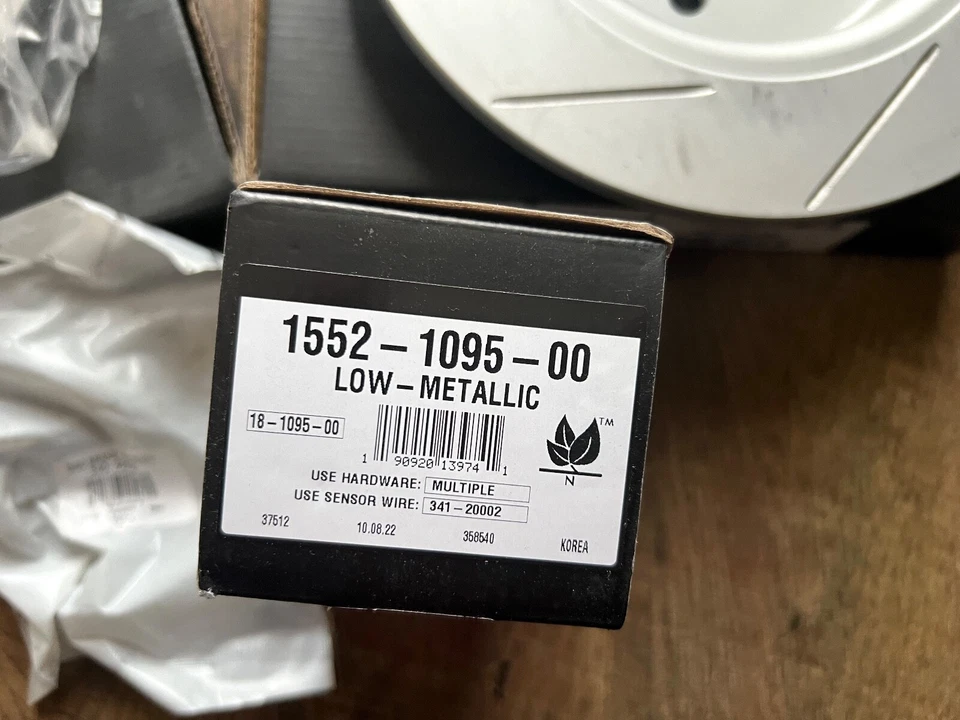 1552-1095-00
LOW-METALLIC
18-1095-00
1 90920 13974 1
TM
N
USE HARDWARE: MULTIPLE
USE SENSOR WIRE: 341-20002
37512 10.08.22 358540 KOREA